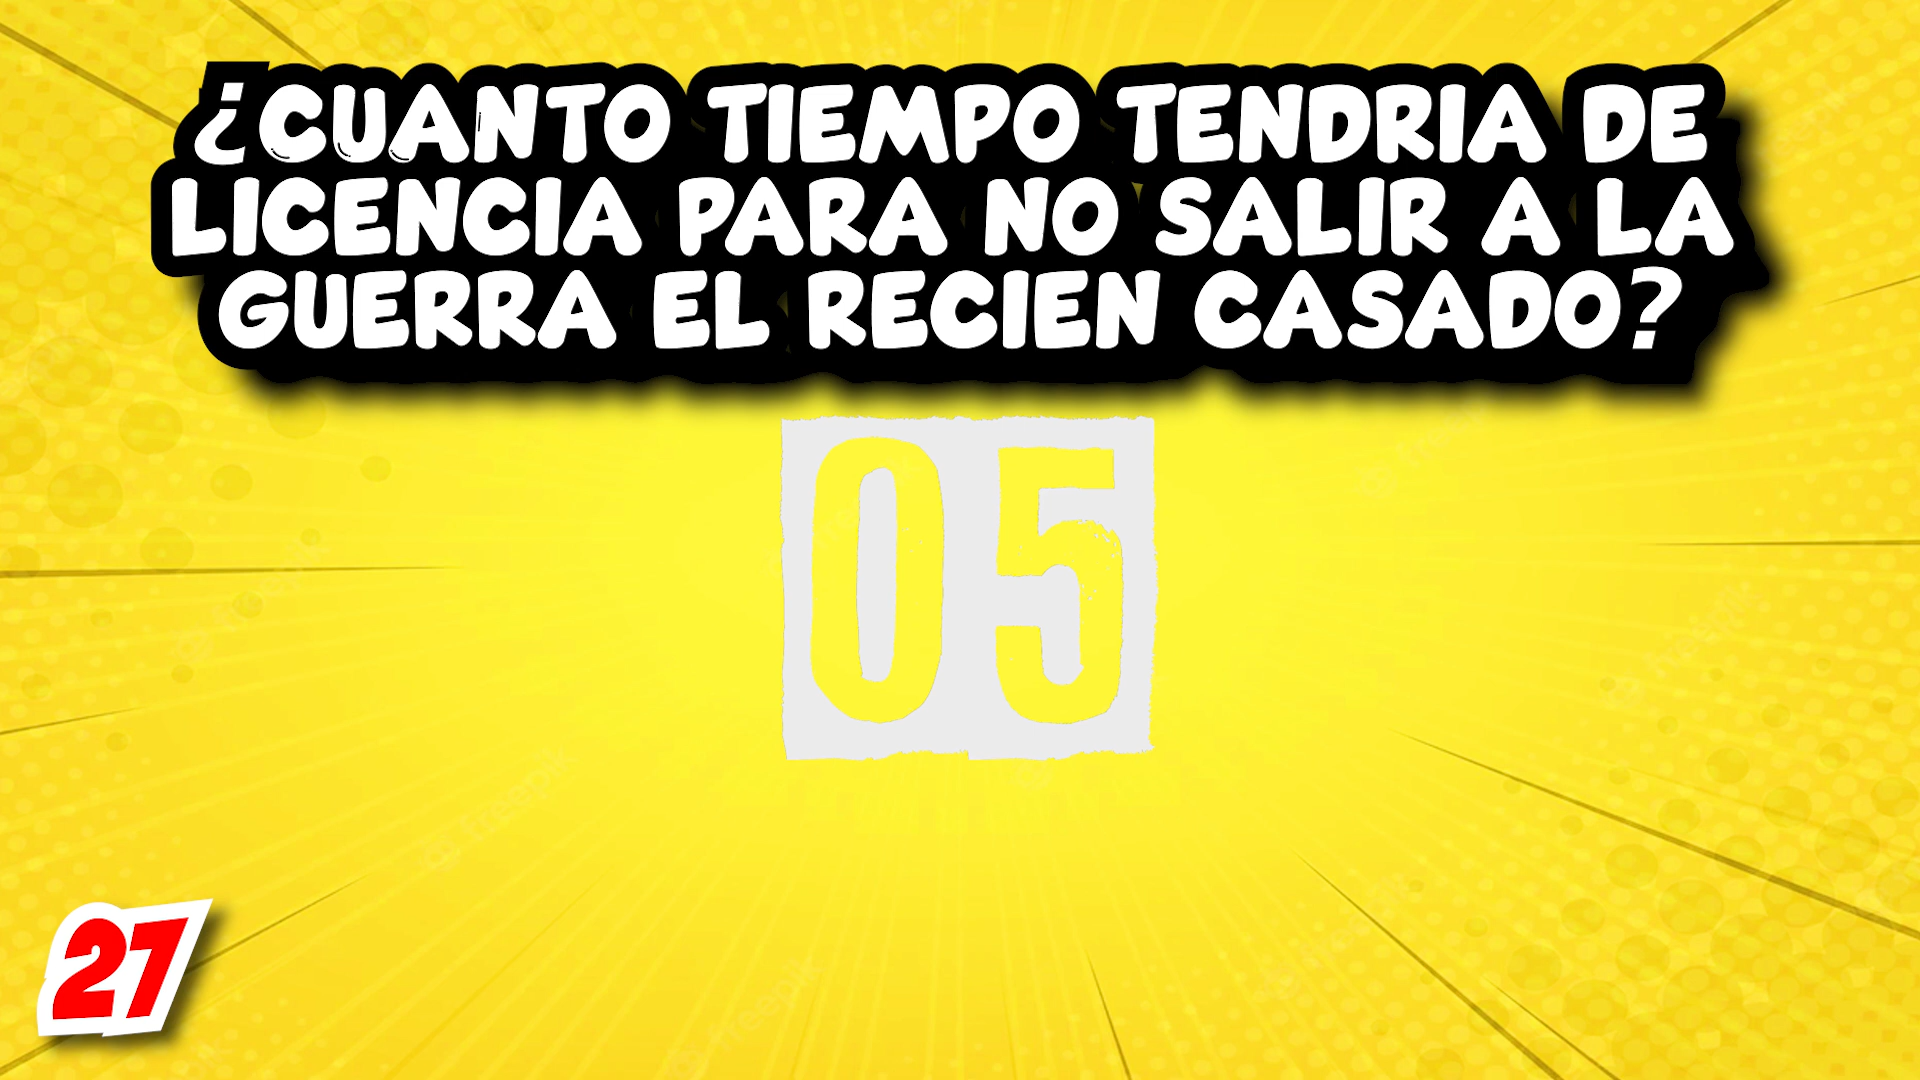 ¿CUANTO TIEMPO TENDRIA DE
LICENCIA PARA NO SALIR A LA
GUERRA EL RECIEN CASADO?
05
27